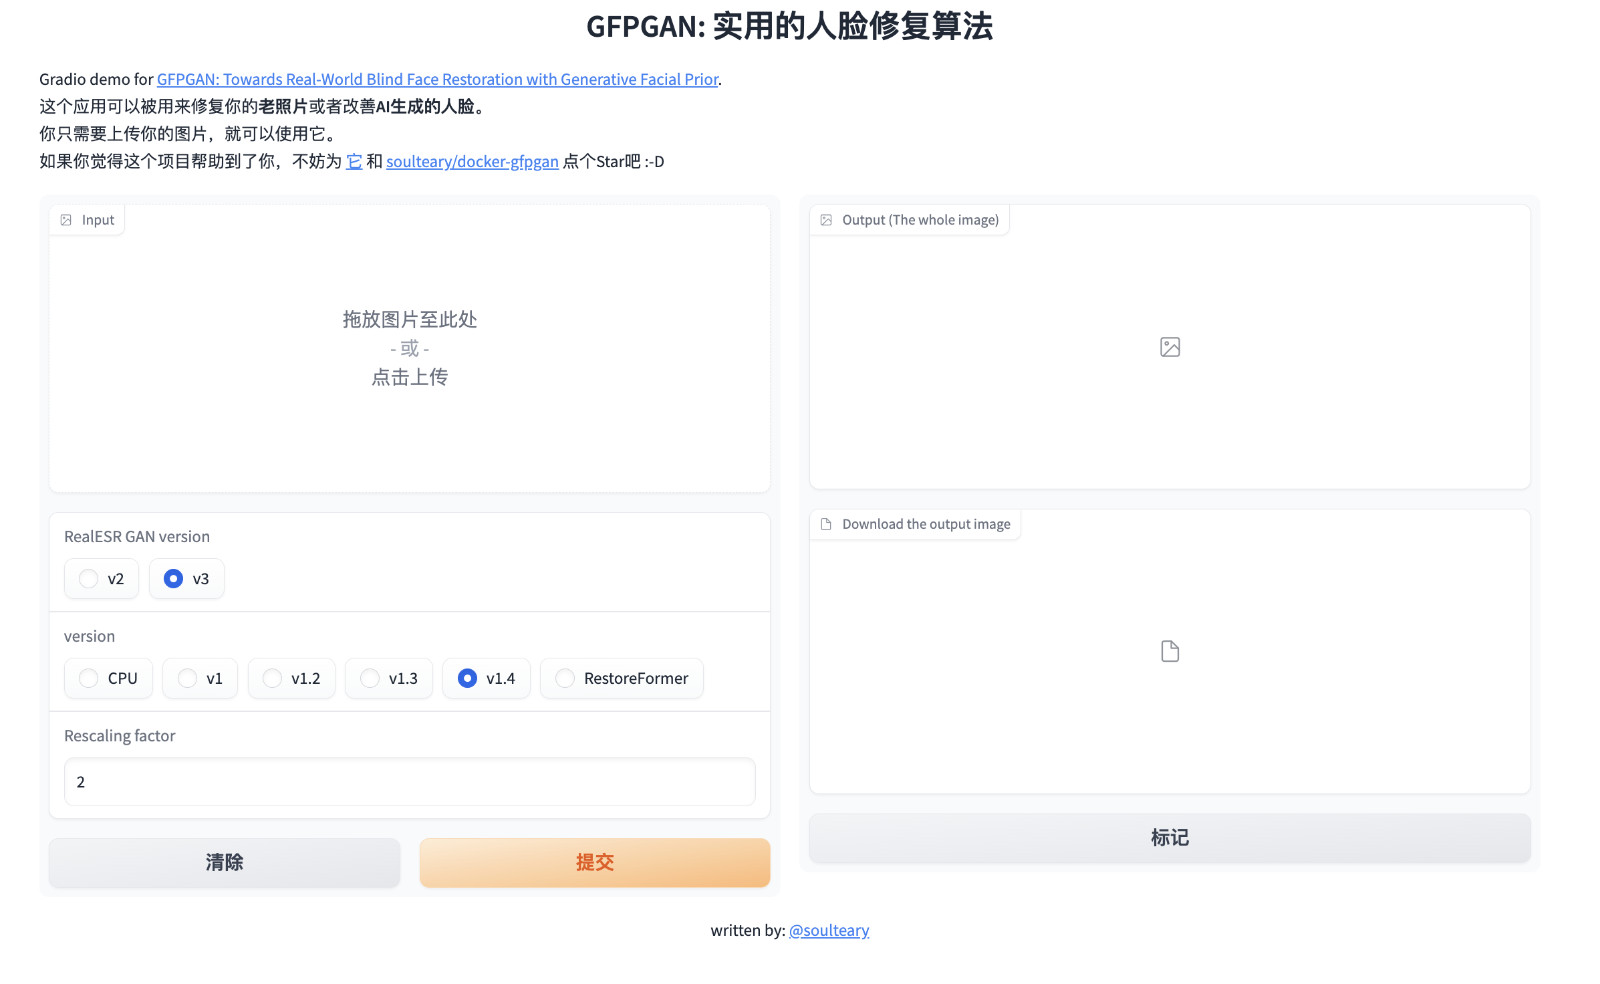 GFPGAN: 实用的人脸修复算法
Gradio demo for GFPGAN: Towards Real-World Blind Face Restoration with Generative Facial Prior.
这个应用可以被用来修复你的老照片或者改善AI生成的人脸。
你只需要上传你的图片，就可以使用它。
如果你觉得这个项目帮助到了你，不妨为 它 和 soulteary/docker-gfpgan 点个Star吧 :-D
Input
拖放图片至此处
- 或 -
点击上传
RealESR GAN version
v2 v3
version
CPU v1 v1.2 v1.3 v1.4 RestoreFormer
Rescaling factor
2
清除 提交
Output (The whole image)
Download the output image
标记
written by: @soulteary